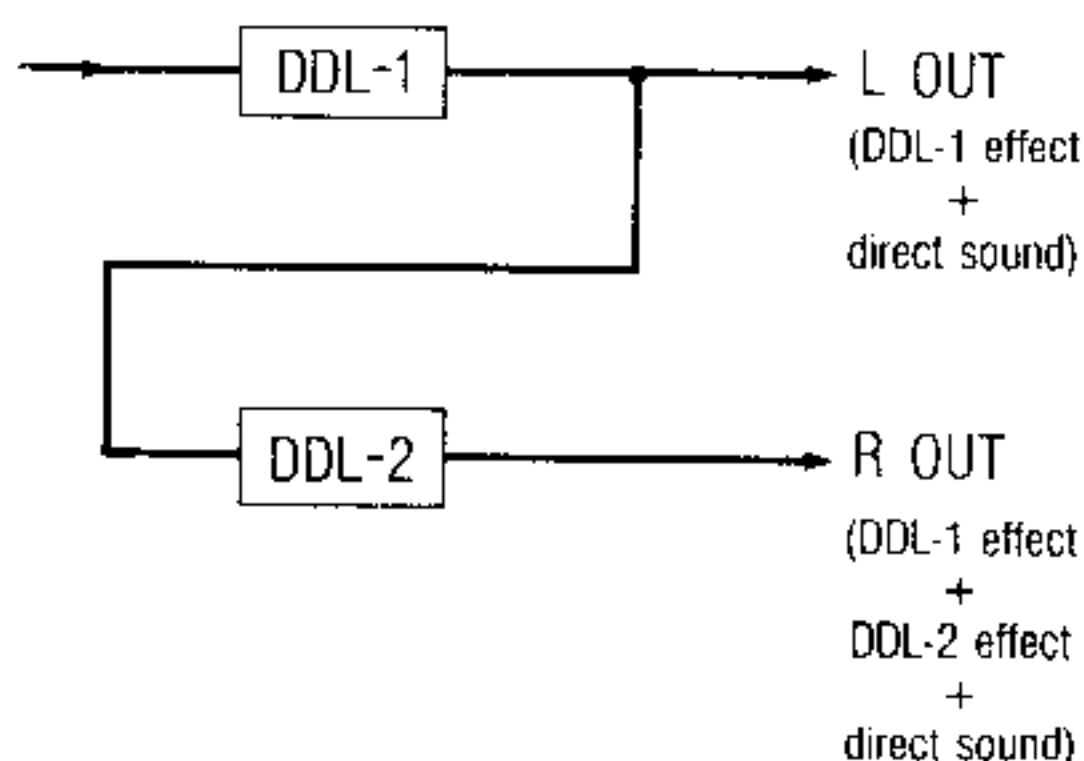 DDL-1
L OUT
(DDL-1 effect
+
direct sound)
DDL-2
R OUT
(DDL-1 effect
+
DDL-2 effect
+
direct sound)